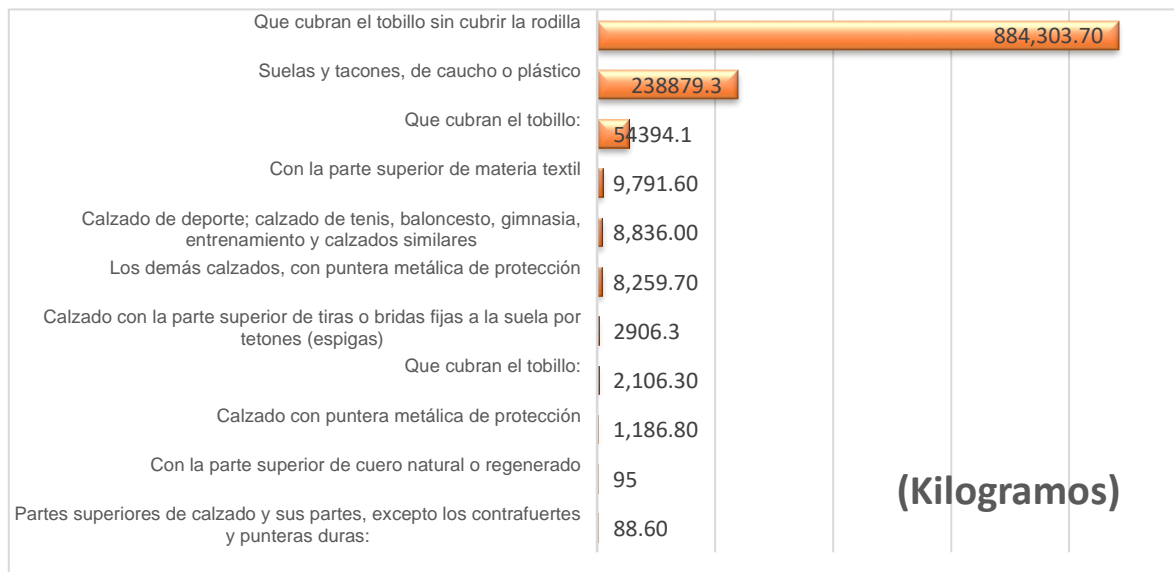 Que cubran el tobillo sin cubrir la rodilla
884,303.70
Suelas y tacones, de caucho o plástico
238879.3
Que cubran el tobillo:
54394.1
Con la parte superior de materia textil
9,791.60
Calzado de deporte; calzado de tenis, baloncesto, gimnasia,
entrenamiento y calzados similares
8,836.00
Los demás calzados, con puntera metálica de protección
8,259.70
Calzado con la parte superior de tiras o bridas fijas a la suela por
tetones (espigas)
2906.3
Que cubran el tobillo:
2,106.30
Calzado con puntera metálica de protección
1,186.80
Con la parte superior de cuero natural o regenerado
95
(Kilogramos)
Partes superiores de calzado y sus partes, excepto los contrafuertes
y punteras duras:
88.60